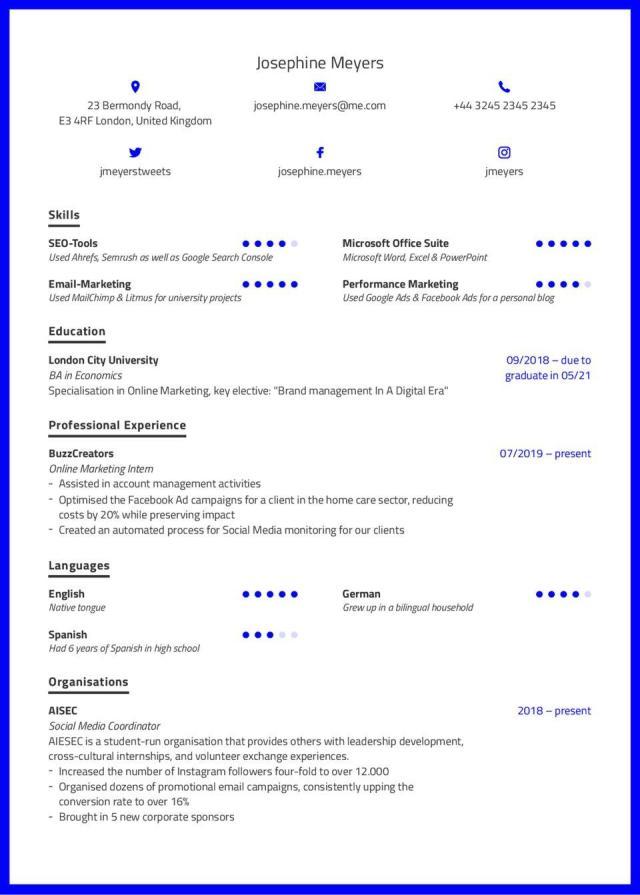 Josephine Meyers
23 Bermondy Road,
E3 4RF London, United Kingdom
josephine.meyers@me.com
+44 3245 2345 2345
jmeyerstweets
josephine.meyers
jmeyers
Skills
SEO-Tools
Used Ahrefs, Semrush as well as Google Search Console
Microsoft Office Suite
Microsoft Word, Excel & PowerPoint
Email-Marketing
Used MailChimp & Litmus for university projects
Performance Marketing
Used Google Ads & Facebook Ads for a personal blog
Education
London City University
09/2018 – due to
graduate in 05/21
BA in Economics
Specialisation in Online Marketing, key elective: "Brand management In A Digital Era"
Professional Experience
BuzzCreators
07/2019 – present
Online Marketing Intern
- Assisted in account management activities
- Optimised the Facebook Ad campaigns for a client in the home care sector, reducing
costs by 20% while preserving impact
- Created an automated process for Social Media monitoring for our clients
Languages
English
Native tongue
German
Grew up in a bilingual household
Spanish
Had 6 years of Spanish in high school
Organisations
AISEC
2018 – present
Social Media Coordinator
AIESEC is a student-run organisation that provides others with leadership development,
cross-cultural internships, and volunteer exchange experiences.
- Increased the number of Instagram followers four-fold to over 12.000
- Organised dozens of promotional email campaigns, consistently upping the
conversion rate to over 16%
- Brought in 5 new corporate sponsors